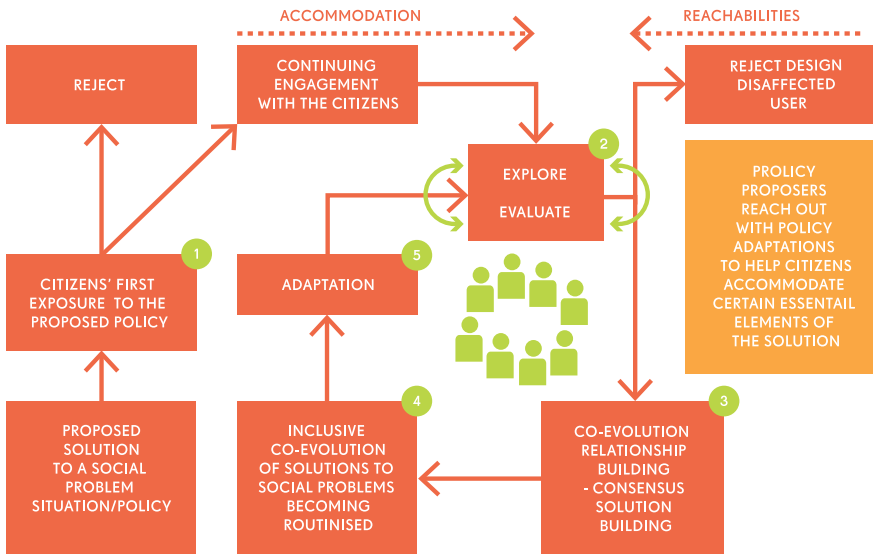 ACCOMMODATION
REACHABILITIES
REJECT
CONTINUING
ENGAGEMENT
WITH THE CITIZENS
REJECT DESIGN
DISAFFECTED
USER
2
EXPLORE
EVALUATE
PROLICY
PROPOSERS
REACH OUT
WITH POLICY
ADAPTATIONS
TO HELP CITIZENS
ACCOMMODATE
CERTAIN ESSENTAIL
ELEMENTS OF
THE SOLUTION
1
CITIZENS' FIRST
EXPOSURE TO THE
PROPOSED POLICY
5
ADAPTATION
PROPOSED
SOLUTION
TO A SOCIAL
PROBLEM
SITUATION/POLICY
4
INCLUSIVE
CO-EVOLUTION
OF SOLUTIONS TO
SOCIAL PROBLEMS
BECOMING
ROUTINISED
3
CO-EVOLUTION
RELATIONSHIP
BUILDING
- CONSENSUS
SOLUTION
BUILDING